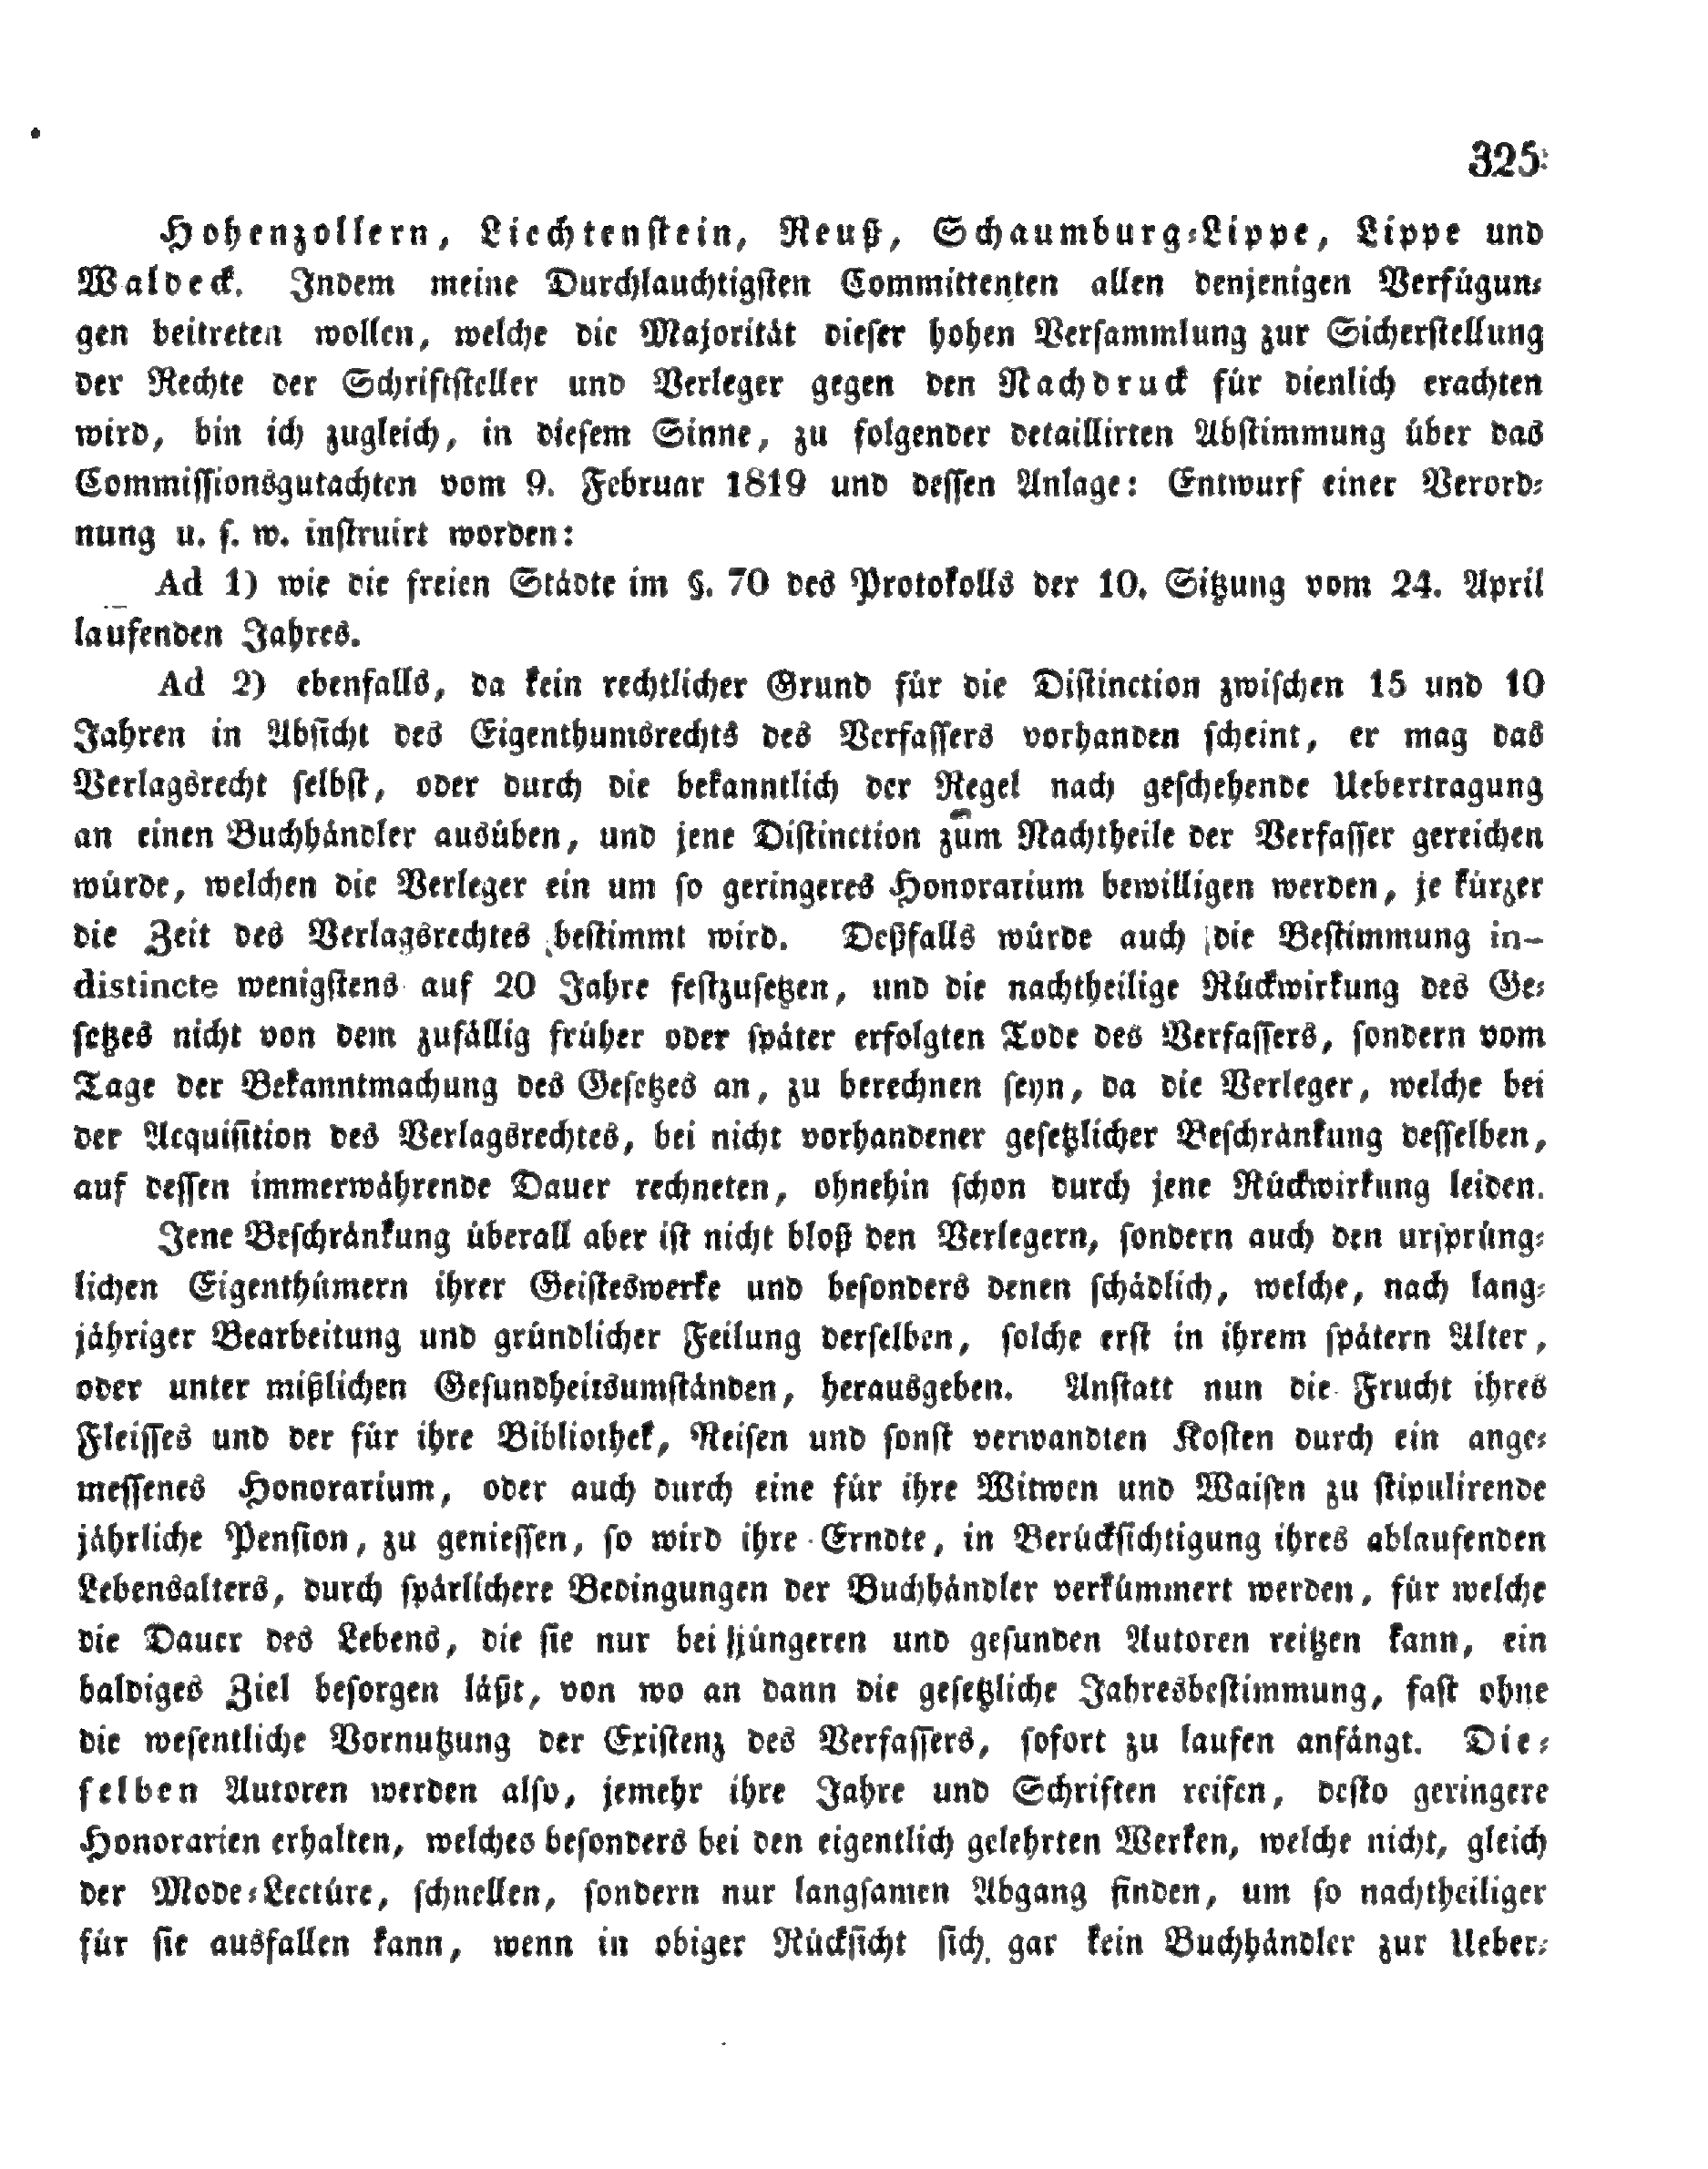 325
Hohenzollern, Liechtenſtein, Reuß, Schaumburg-Lippe, Lippe und
Waldeck. Indem meine Durchlauchtigſten Committenten allen denjenigen Verfügun-
gen beitreten wollen, welche die Majorität dieſer hohen Verſammlung zur Sicherſtellung
der Rechte der Schriftſteller und Verleger gegen den Nachdruck für dienlich erachten
wird, bin ich zugleich, in dieſem Sinne, zu folgender detaillirten Abſtimmung über das
Commiſſionsgutachten vom 9. Februar 1819 und deſſen Anlage: Entwurf einer Verord-
nung u. ſ. w. inſtruirt worden:
Ad 1) wie die freien Städte im §. 70 des Protokolls der 10. Sitzung vom 24. April
laufenden Jahres.
Ad 2) ebenfalls, da kein rechtlicher Grund für die Diſtinction zwiſchen 15 und 10
Jahren in Abſicht des Eigenthumsrechts des Verfaſſers vorhanden ſcheint, er mag das
Verlagsrecht ſelbſt, oder durch die bekanntlich der Regel nach geſchehende Uebertragung
an einen Buchhändler ausüben, und jene Diſtinction zum Nachtheile der Verfaſſer gereichen
würde, welchen die Verleger ein um ſo geringeres Honorarium bewilligen werden, je kürzer
die Zeit des Verlagsrechtes beſtimmt wird. Deßfalls würde auch die Beſtimmung in-
distincte wenigſtens auf 20 Jahre feſtzuſetzen, und die nachtheilige Rückwirkung des Ge-
ſetzes nicht von dem zufällig früher oder ſpäter erfolgten Tode des Verfaſſers, ſondern vom
Tage der Bekanntmachung des Geſetzes an, zu berechnen ſeyn, da die Verleger, welche bei
der Acquiſition des Verlagsrechtes, bei nicht vorhandener geſetzlicher Beſchränkung deſſelben,
auf deſſen immerwährende Dauer rechneten, ohnehin ſchon durch jene Rückwirkung leiden.
Jene Beſchränkung überall aber iſt nicht bloß den Verlegern, ſondern auch den urſprüng-
lichen Eigenthümern ihrer Geiſteswerke und beſonders denen ſchädlich, welche, nach lang-
jähriger Bearbeitung und gründlicher Feilung derſelben, ſolche erſt in ihrem ſpätern Alter,
oder unter mißlichen Geſundheitsumſtänden, herausgeben. Anſtatt nun die Frucht ihres
Fleiſſes und der für ihre Bibliothek, Reiſen und ſonſt verwandten Koſten durch ein ange-
meſſenes Honorarium, oder auch durch eine für ihre Witwen und Waiſen zu ſtipulirende
jährliche Penſion, zu genieſſen, ſo wird ihre Erndte, in Berückſichtigung ihres ablaufenden
Lebensalters, durch ſpärlichere Bedingungen der Buchhändler verkümmert werden, für welche
die Dauer des Lebens, die ſie nur bei jüngeren und geſunden Autoren reitzen kann, ein
baldiges Ziel beſorgen läßt, von wo an dann die geſetzliche Jahresbeſtimmung, faſt ohne
die weſentliche Vornutzung der Exiſtenz des Verfaſſers, ſofort zu laufen anfängt. Die-
ſelben Autoren werden alſo, jemehr ihre Jahre und Schriften reifen, deſto geringere
Honorarien erhalten, welches beſonders bei den eigentlich gelehrten Werken, welche nicht, gleich
der Mode-Lectüre, ſchnellen, ſondern nur langſamen Abgang finden, um ſo nachtheiliger
für ſie ausfallen kann, wenn in obiger Rückſicht ſich gar kein Buchhändler zur Ueber-